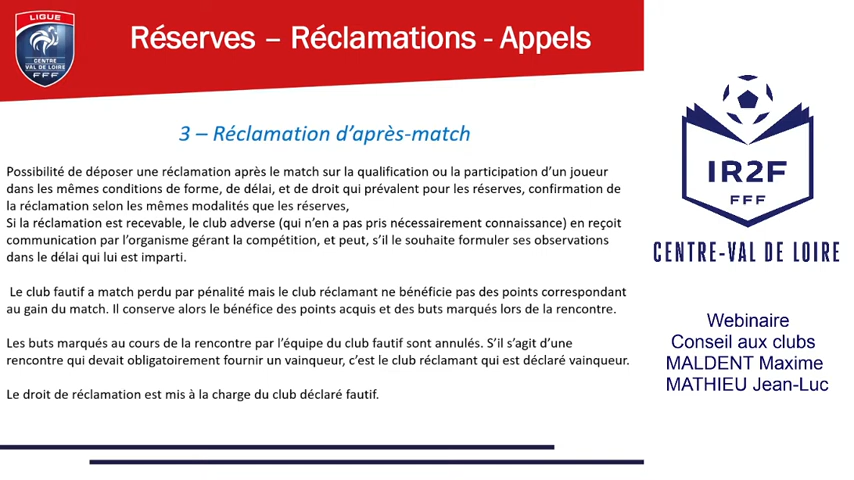 LIGUE
CENTRE
VAL DE LOIRE
FFF
Réserves – Réclamations - Appels
3 – Réclamation d'après-match
Possibilité de déposer une réclamation après le match sur la qualification ou la participation d'un joueur
dans les mêmes conditions de forme, de délai, et de droit qui prévalent pour les réserves, confirmation de
la réclamation selon les mêmes modalités que les réserves,
Si la réclamation est recevable, le club adverse (qui n'en a pas pris nécessairement connaissance) en reçoit
communication par l'organisme gérant la compétition, et peut, s'il le souhaite formuler ses observations
dans le délai qui lui est imparti.
Le club fautif a match perdu par pénalité mais le club réclamant ne bénéficie pas des points correspondant
au gain du match. Il conserve alors le bénéfice des points acquis et des buts marqués lors de la rencontre.
Les buts marqués au cours de la rencontre par l'équipe du club fautif sont annulés. S'il s'agit d'une
rencontre qui devait obligatoirement fournir un vainqueur, c'est le club réclamant qui est déclaré vainqueur.
Le droit de réclamation est mis à la charge du club déclaré fautif.
IR2F
FFF
CENTRE-VAL DE LOIRE
Webinaire
Conseil aux clubs
MALDENT Maxime
MATHIEU Jean-Luc